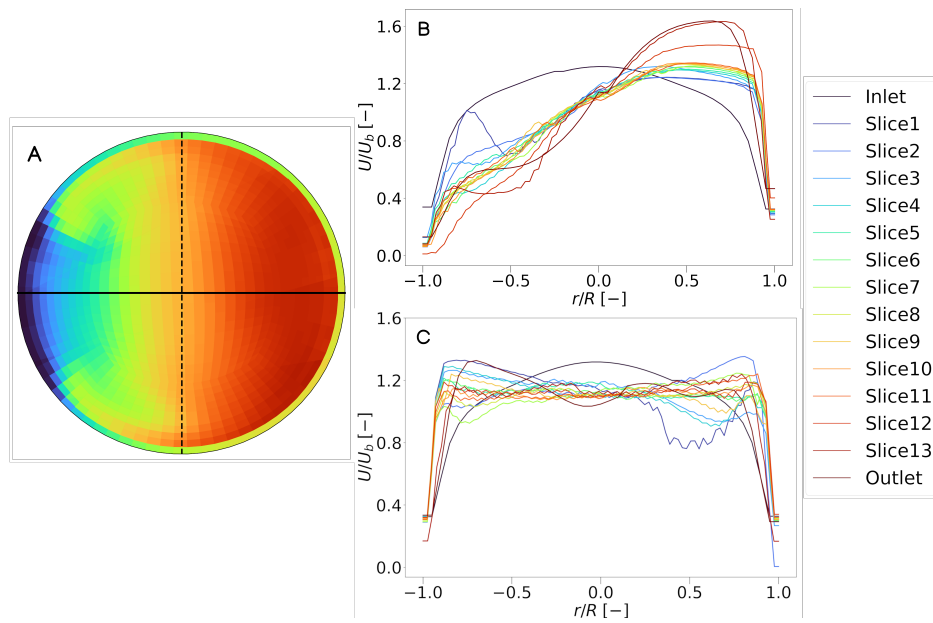 A
B
1.6
1.2
0.8
0.4
0.0
U/U_b [−]
−1.0
−0.5
0.0
0.5
1.0
r/R [−]
C
1.6
1.2
0.8
0.4
0.0
U/U_b [−]
−1.0
−0.5
0.0
0.5
1.0
r/R [−]
Inlet
Slice1
Slice2
Slice3
Slice4
Slice5
Slice6
Slice7
Slice8
Slice9
Slice10
Slice11
Slice12
Slice13
Outlet